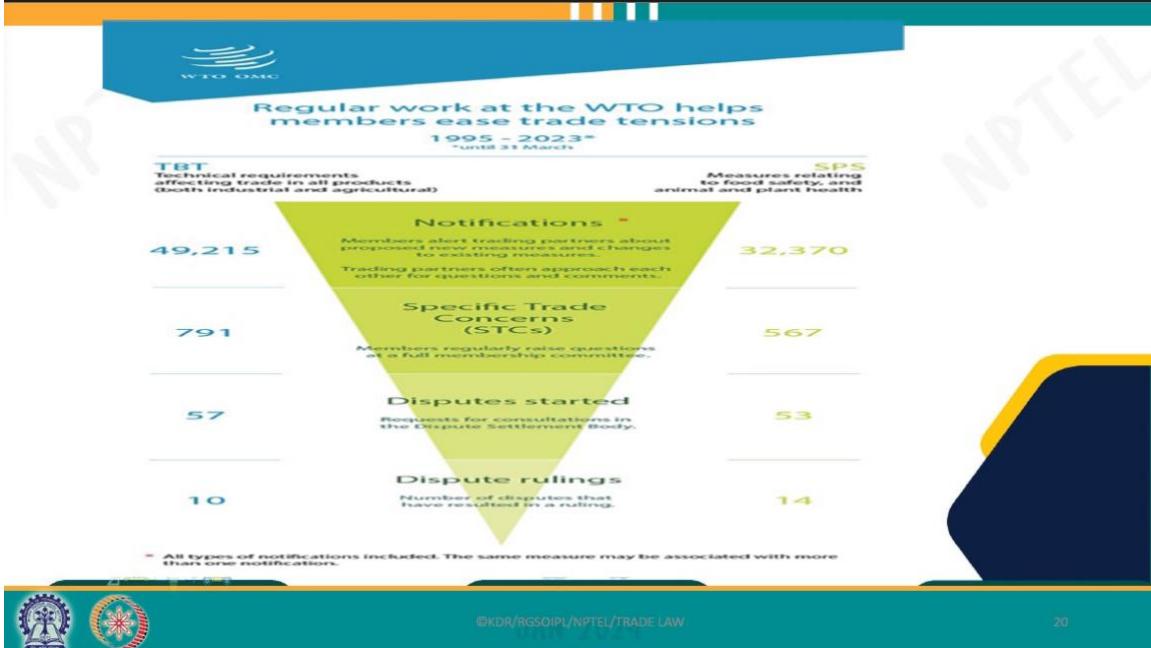 WTO OMC
Regular work at the WTO helps
members ease trade tensions
1995 - 2023*
*until 31 March
TBT
Technical requirements
affecting trade in all products
(both industrial and agricultural)
SPS
Measures relating
to food safety, and
animal and plant health
49,215
Notifications *
Members alert trading partners about
proposed new measures and changes
to existing measures.
Trading partners often approach each
other for questions and comments.
32,370
791
Specific Trade
Concerns
(STCs)
Members regularly raise questions
at a full membership committee.
567
57
Disputes started
Requests for consultations in
the Dispute Settlement Body.
53
10
Dispute rulings
Number of disputes that
have resulted in a ruling.
14
* All types of notifications included. The same measure may be associated with more
than one notification.
©KDR/RGSOIPL/NPTEL/TRADE LAW
JAN 2024
20
NPTEL